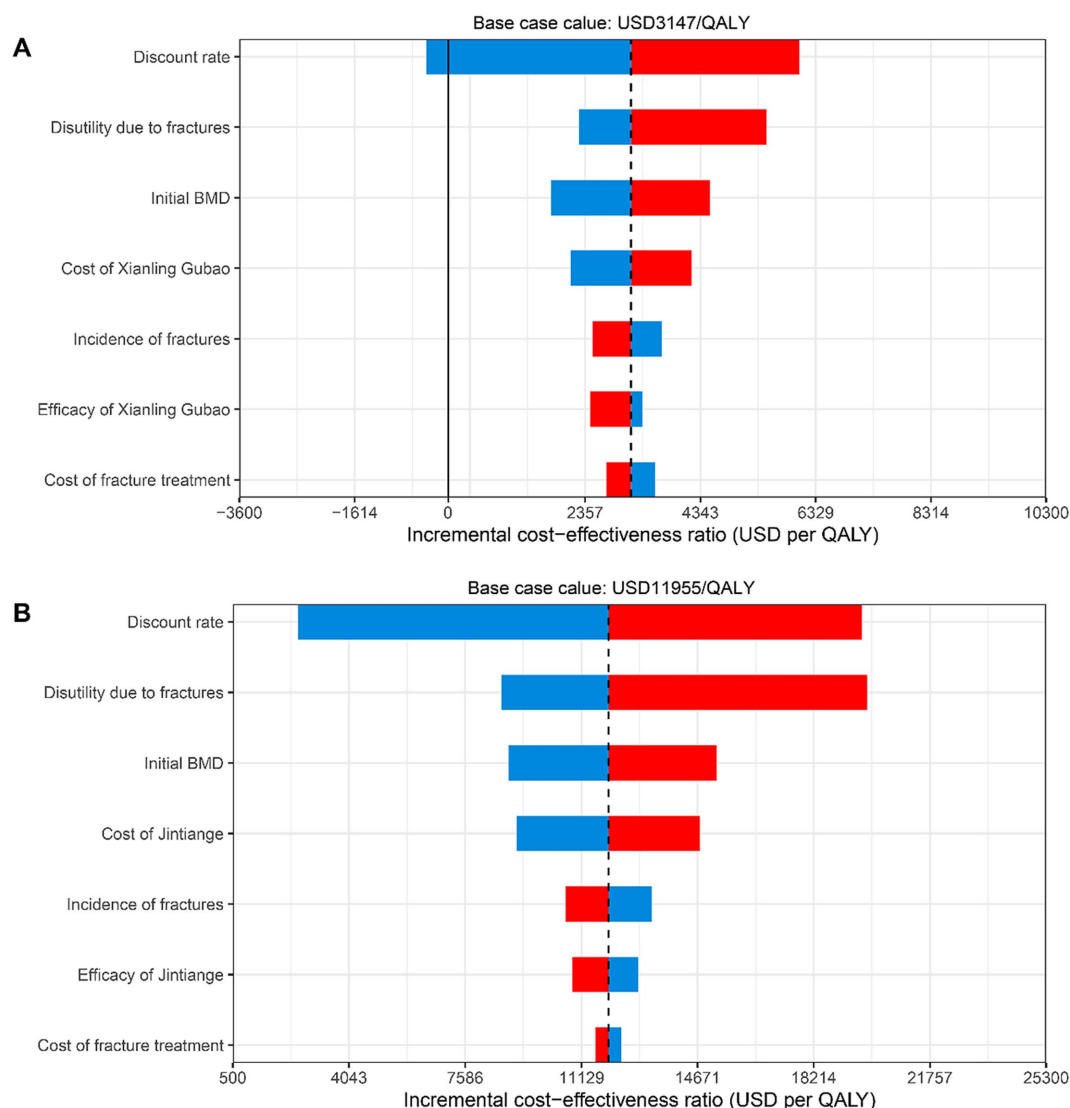 Base case calue: USD3147/QALY
A
Discount rate
Disutility due to fractures
Initial BMD
Cost of Xianling Gubao
Incidence of fractures
Efficacy of Xianling Gubao
Cost of fracture treatment
−3600 −1614 0 2357 4343 6329 8314 10300
Incremental cost−effectiveness ratio (USD per QALY)
Base case calue: USD11955/QALY
B
Discount rate
Disutility due to fractures
Initial BMD
Cost of Jintiange
Incidence of fractures
Efficacy of Jintiange
Cost of fracture treatment
500 4043 7586 11129 14671 18214 21757 25300
Incremental cost−effectiveness ratio (USD per QALY)